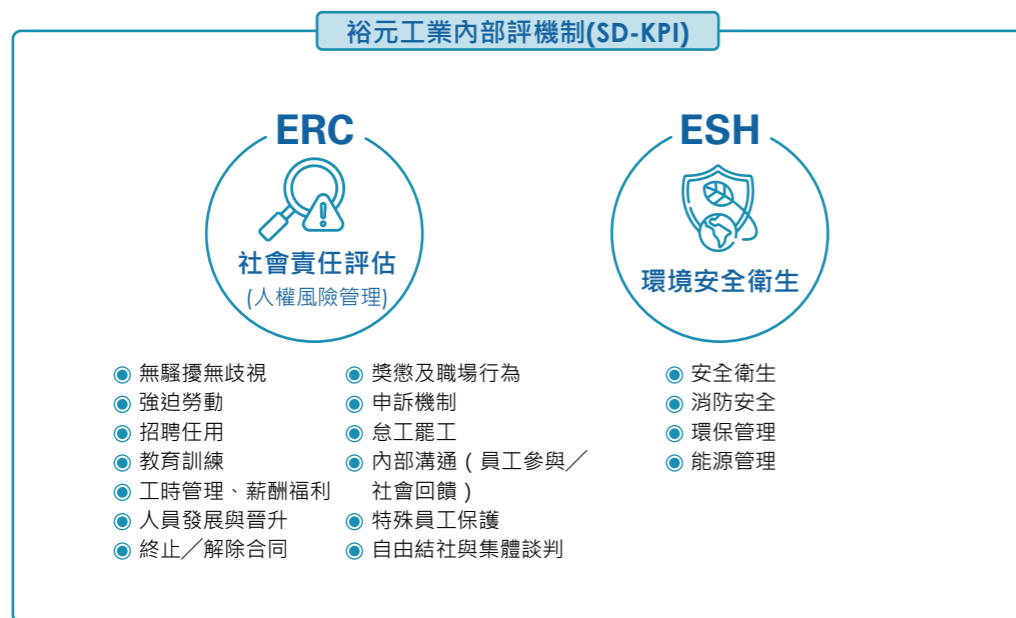 裕元工業內部評機制(SD-KPI)
ERC
社會責任評估
(人權風險管理)
◉ 無騷擾無歧視
◉ 強迫勞動
◉ 招聘任用
◉ 教育訓練
◉ 工時管理、薪酬福利
◉ 人員發展與晉升
◉ 終止／解除合同
◉ 獎懲及職場行為
◉ 申訴機制
◉ 怠工罷工
◉ 內部溝通（員工參與／
社會回饋）
◉ 特殊員工保護
◉ 自由結社與集體談判
ESH
環境安全衛生
◉ 安全衛生
◉ 消防安全
◉ 環保管理
◉ 能源管理